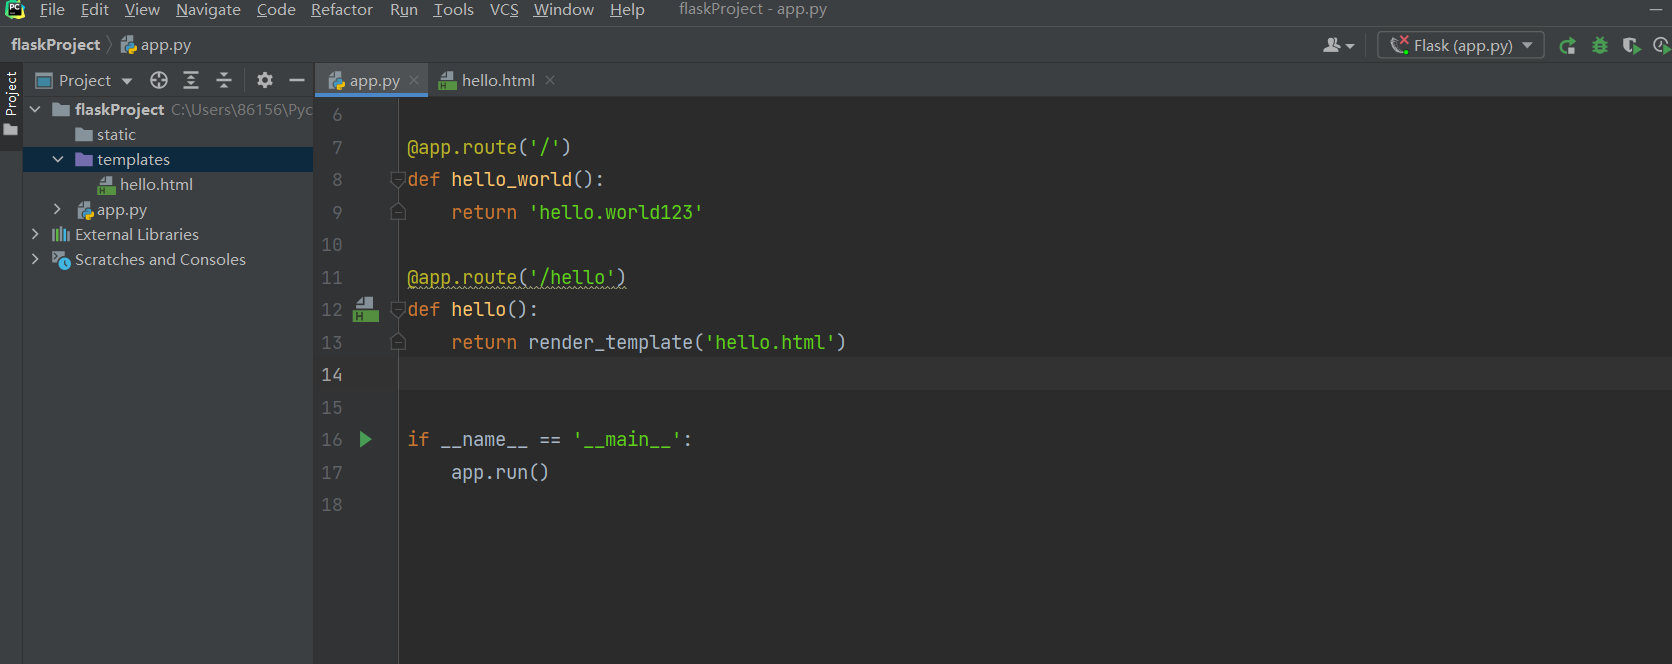 PC File Edit View Navigate Code Refactor Run Tools VCS Window Help flaskProject - app.py
flaskProject app.py Flask (app.py)
Project
Project app.py hello.html
flaskProject C:\Users\86156\Pyc
static
templates
H hello.html
app.py
External Libraries
Scratches and Consoles
6
7 @app.route('/')
8 def hello_world():
9 return 'hello.world123'
10
11 @app.route('/hello')
12 H def hello():
13 return render_template('hello.html')
14
15
16 if __name__ == '__main__':
17 app.run()
18